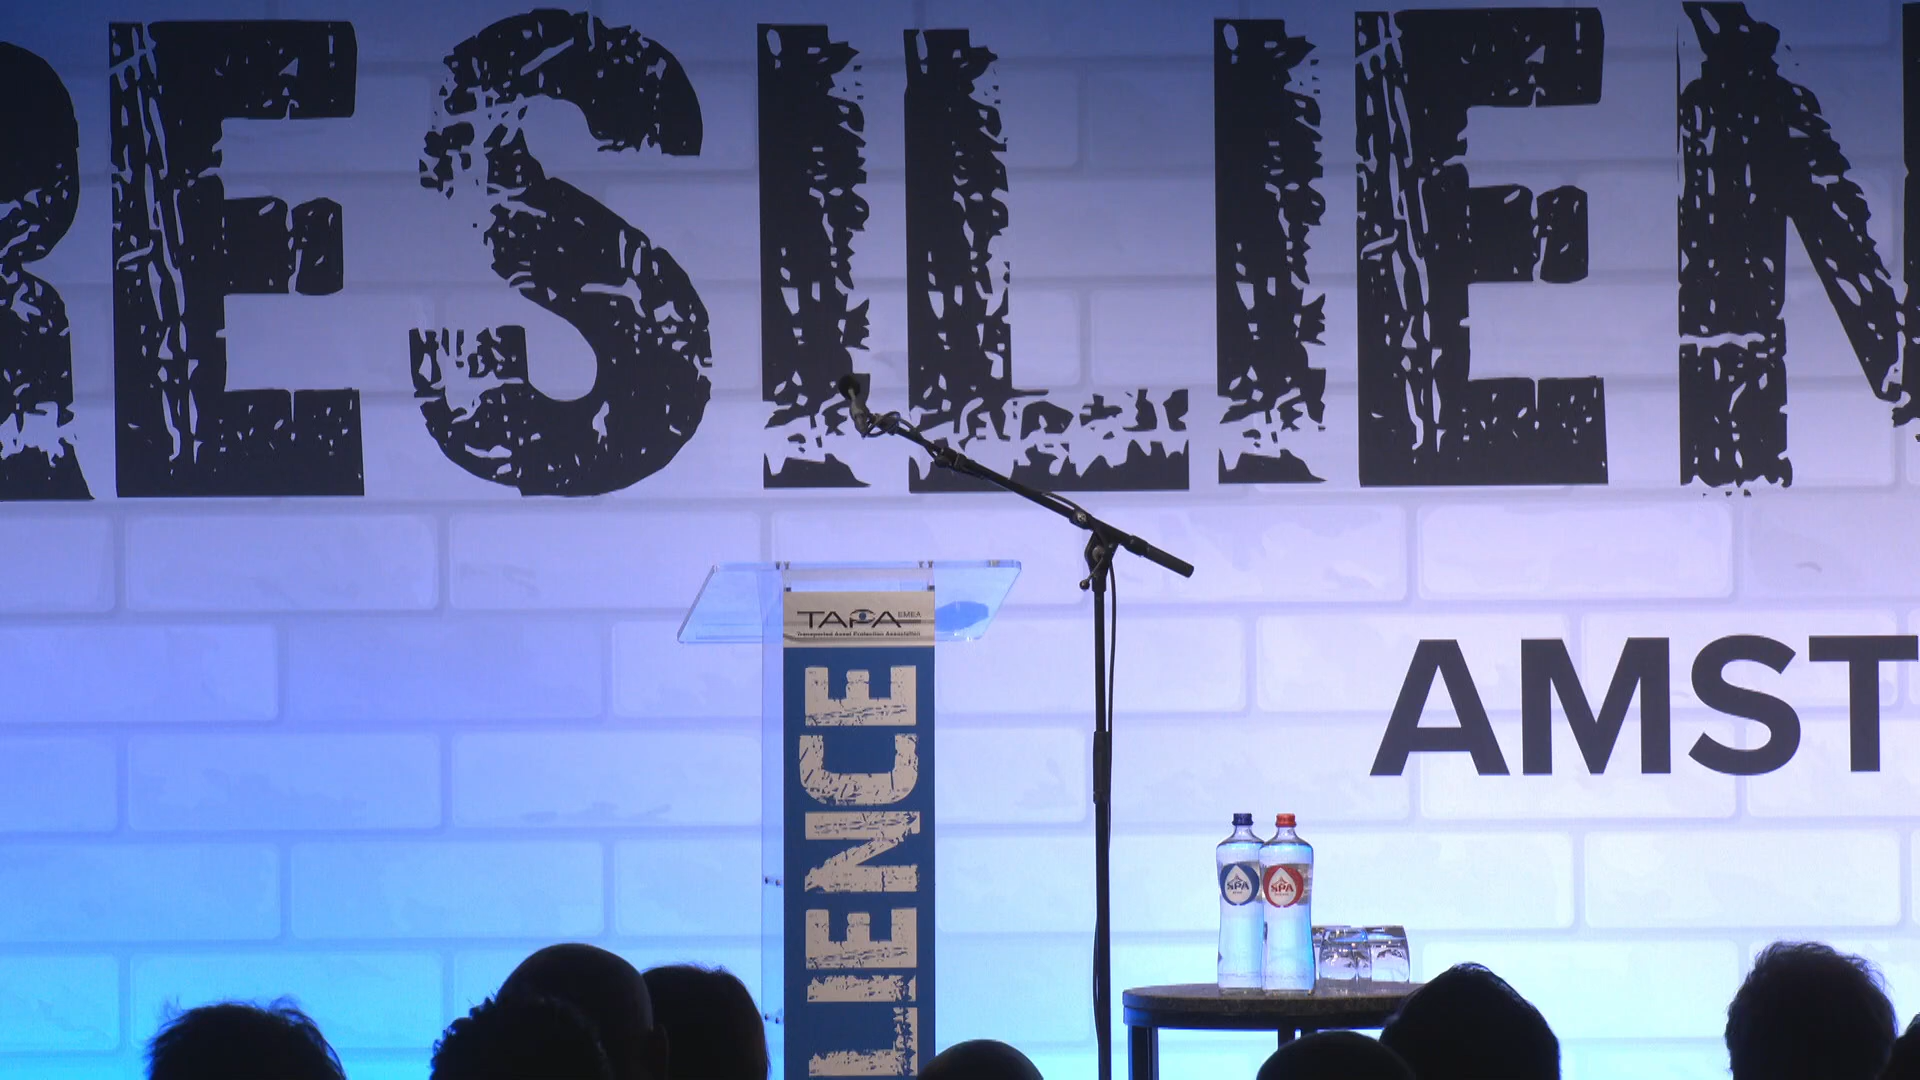 RESILIEN
AMST
TAPA EMEA
Transported Asset Protection Association
LIENCE
SPA
SPA